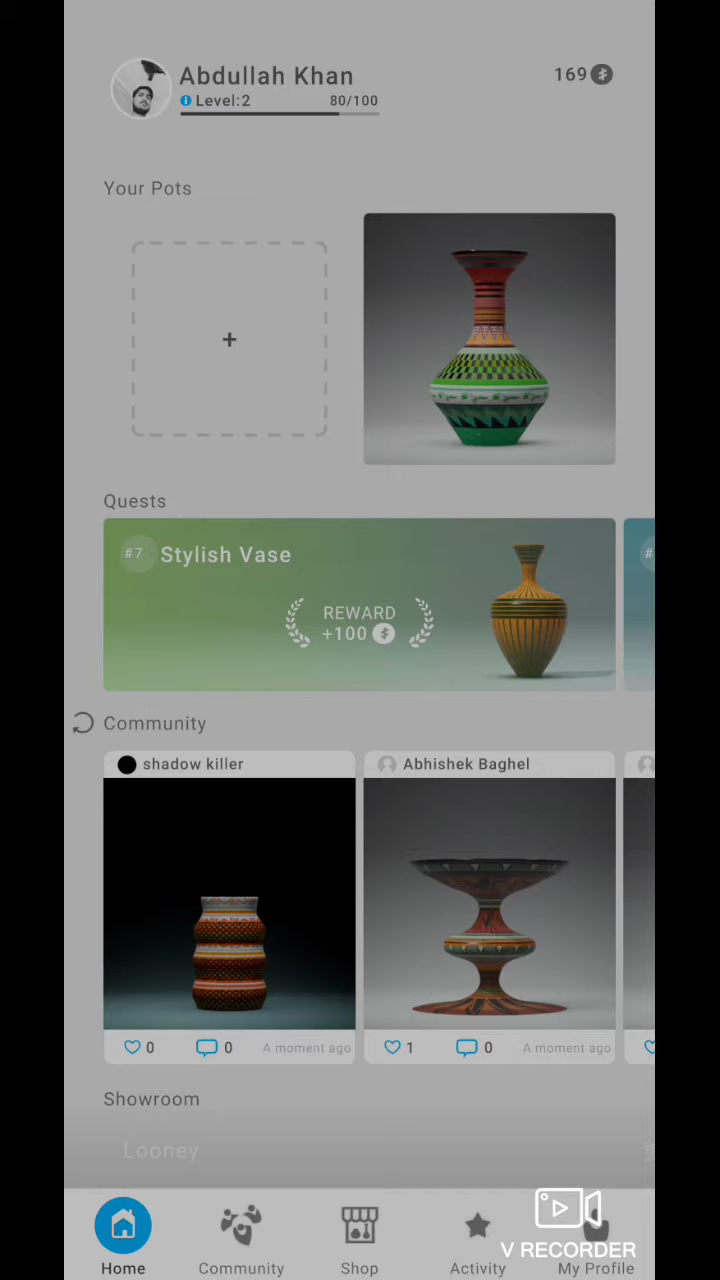 Abdullah Khan
169
Level:2 80/100
Your Pots
+
Quests
#7 Stylish Vase
#
REWARD
+100
Community
shadow killer
Abhishek Baghel
0 0 A moment ago
1 0 A moment ago
Showroom
Looney
V RECORDER
Home Community Shop Activity My Profile